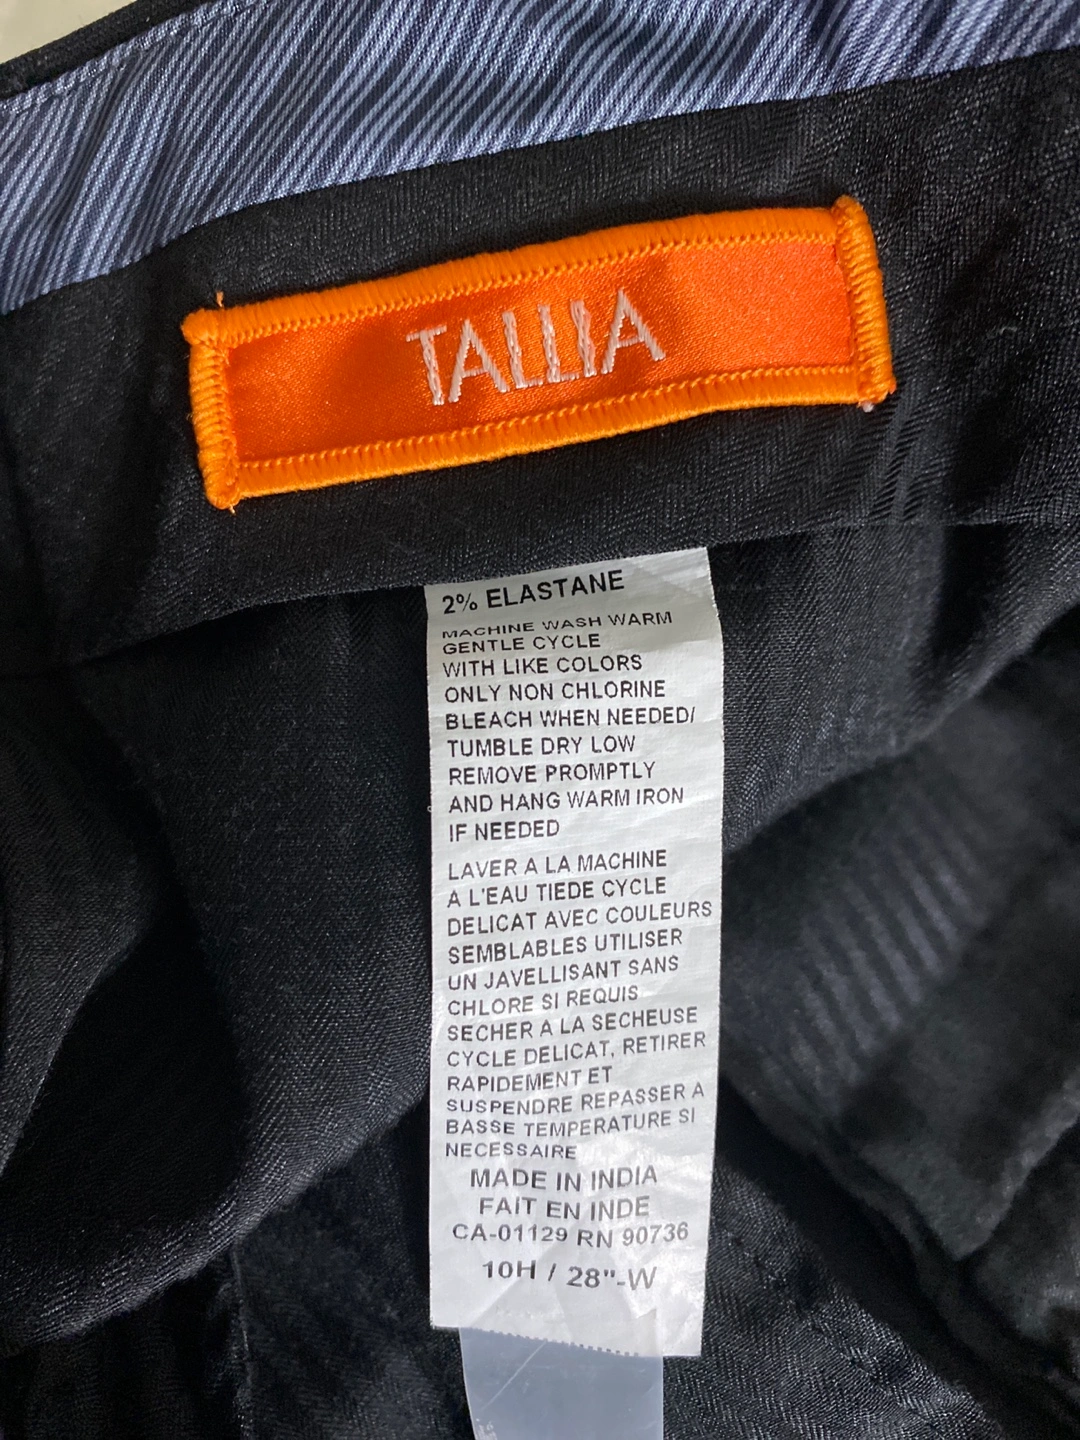 TALLIA
2% ELASTANE
MACHINE WASH WARM
GENTLE CYCLE
WITH LIKE COLORS
ONLY NON CHLORINE
BLEACH WHEN NEEDED/
TUMBLE DRY LOW
REMOVE PROMPTLY
AND HANG WARM IRON
IF NEEDED
LAVER A LA MACHINE
A L'EAU TIEDE CYCLE
DELICAT AVEC COULEURS
SEMBLABLES UTILISER
UN JAVELLISANT SANS
CHLORE SI REQUIS
SECHER A LA SECHEUSE
CYCLE DELICAT, RETIRER
RAPIDEMENT ET
SUSPENDRE REPASSER A
BASSE TEMPERATURE SI
NECESSAIRE
MADE IN INDIA
FAIT EN INDE
CA-01129 RN 90736
10H / 28"-W